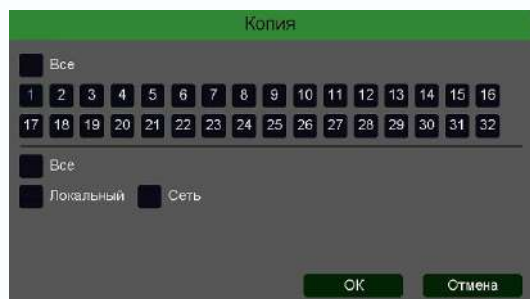 Копия
Все
1 2 3 4 5 6 7 8 9 10 11 12 13 14 15 16
17 18 19 20 21 22 23 24 25 26 27 28 29 30 31 32
Все
Локальный Сеть
OK Отмена